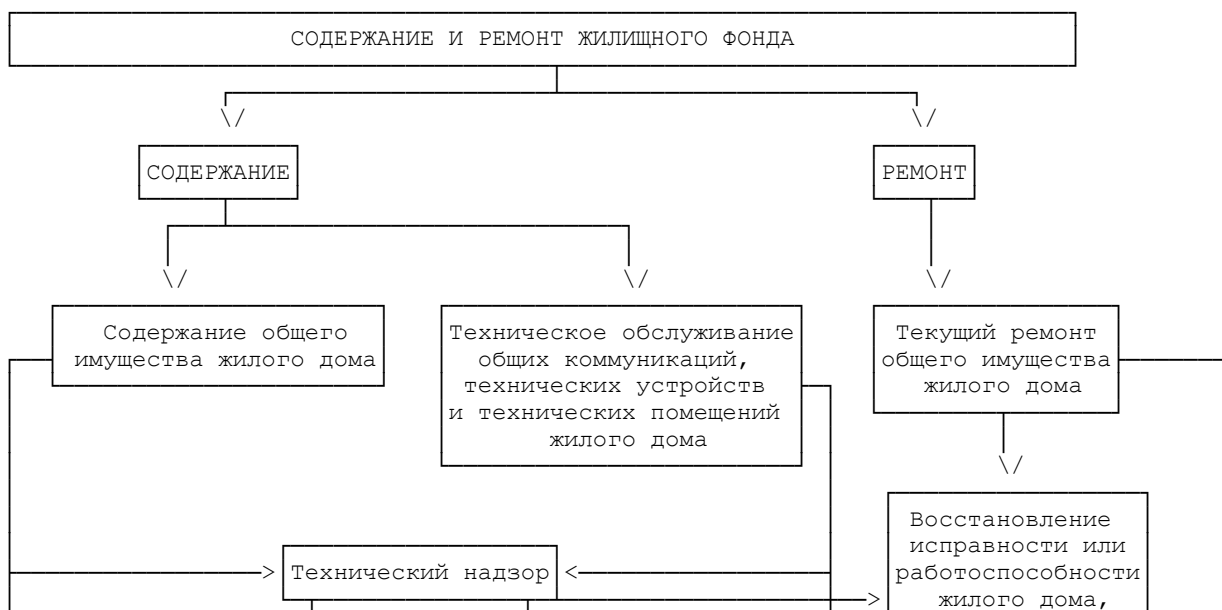 СОДЕРЖАНИЕ И РЕМОНТ ЖИЛИЩНОГО ФОНДА
СОДЕРЖАНИЕ
РЕМОНТ
Содержание общего
имущества жилого дома
Техническое обслуживание
общих коммуникаций,
технических устройств
и технических помещений
жилого дома
Текущий ремонт
общего имущества
жилого дома
Технический надзор
Восстановление
исправности или
работоспособности
жилого дома,